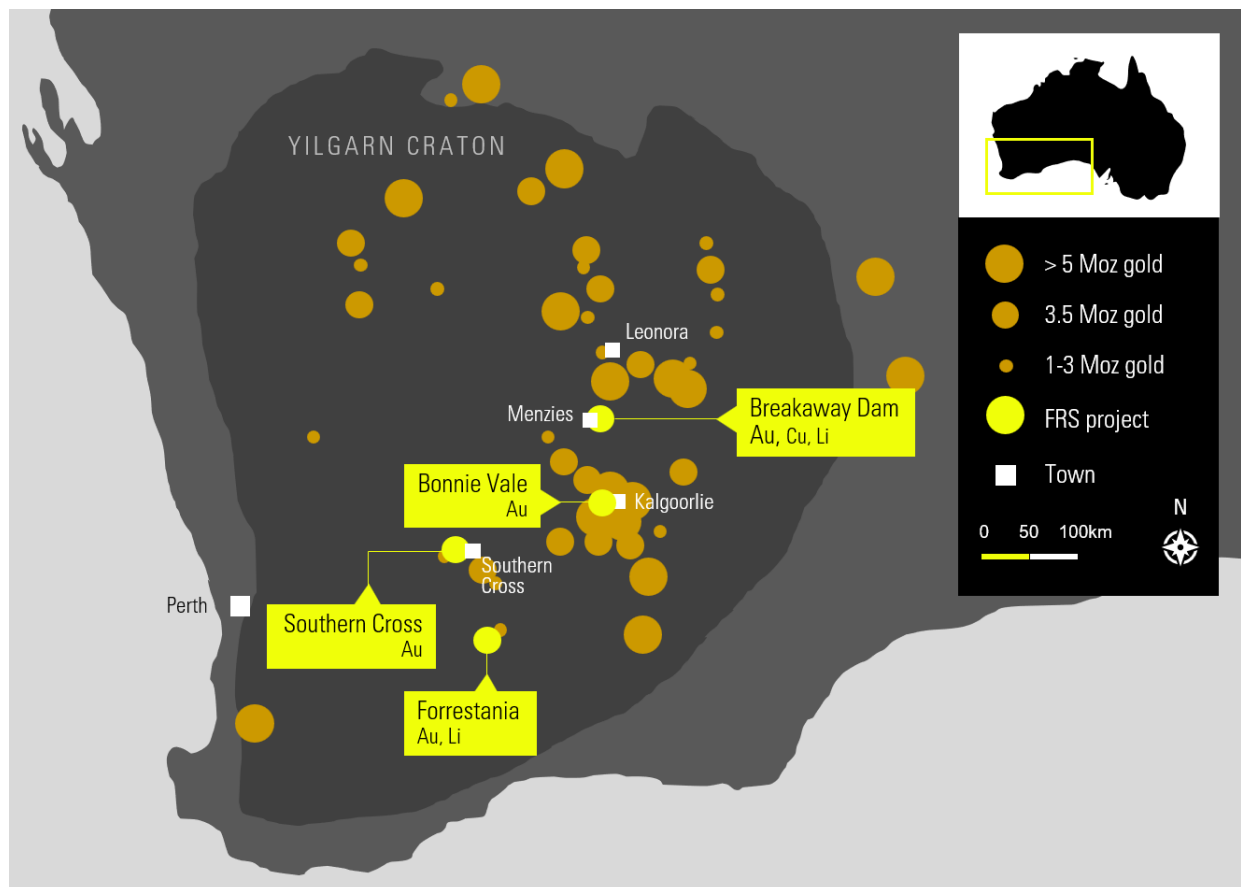 YILGARN CRATON
> 5 Moz gold
3.5 Moz gold
1-3 Moz gold
FRS project
Town
N
0 50 100km
Leonora
Menzies
Breakaway Dam
Au, Cu, Li
Bonnie Vale
Au
Kalgoorlie
Southern
Cross
Perth
Southern Cross
Au
Forrestania
Au, Li